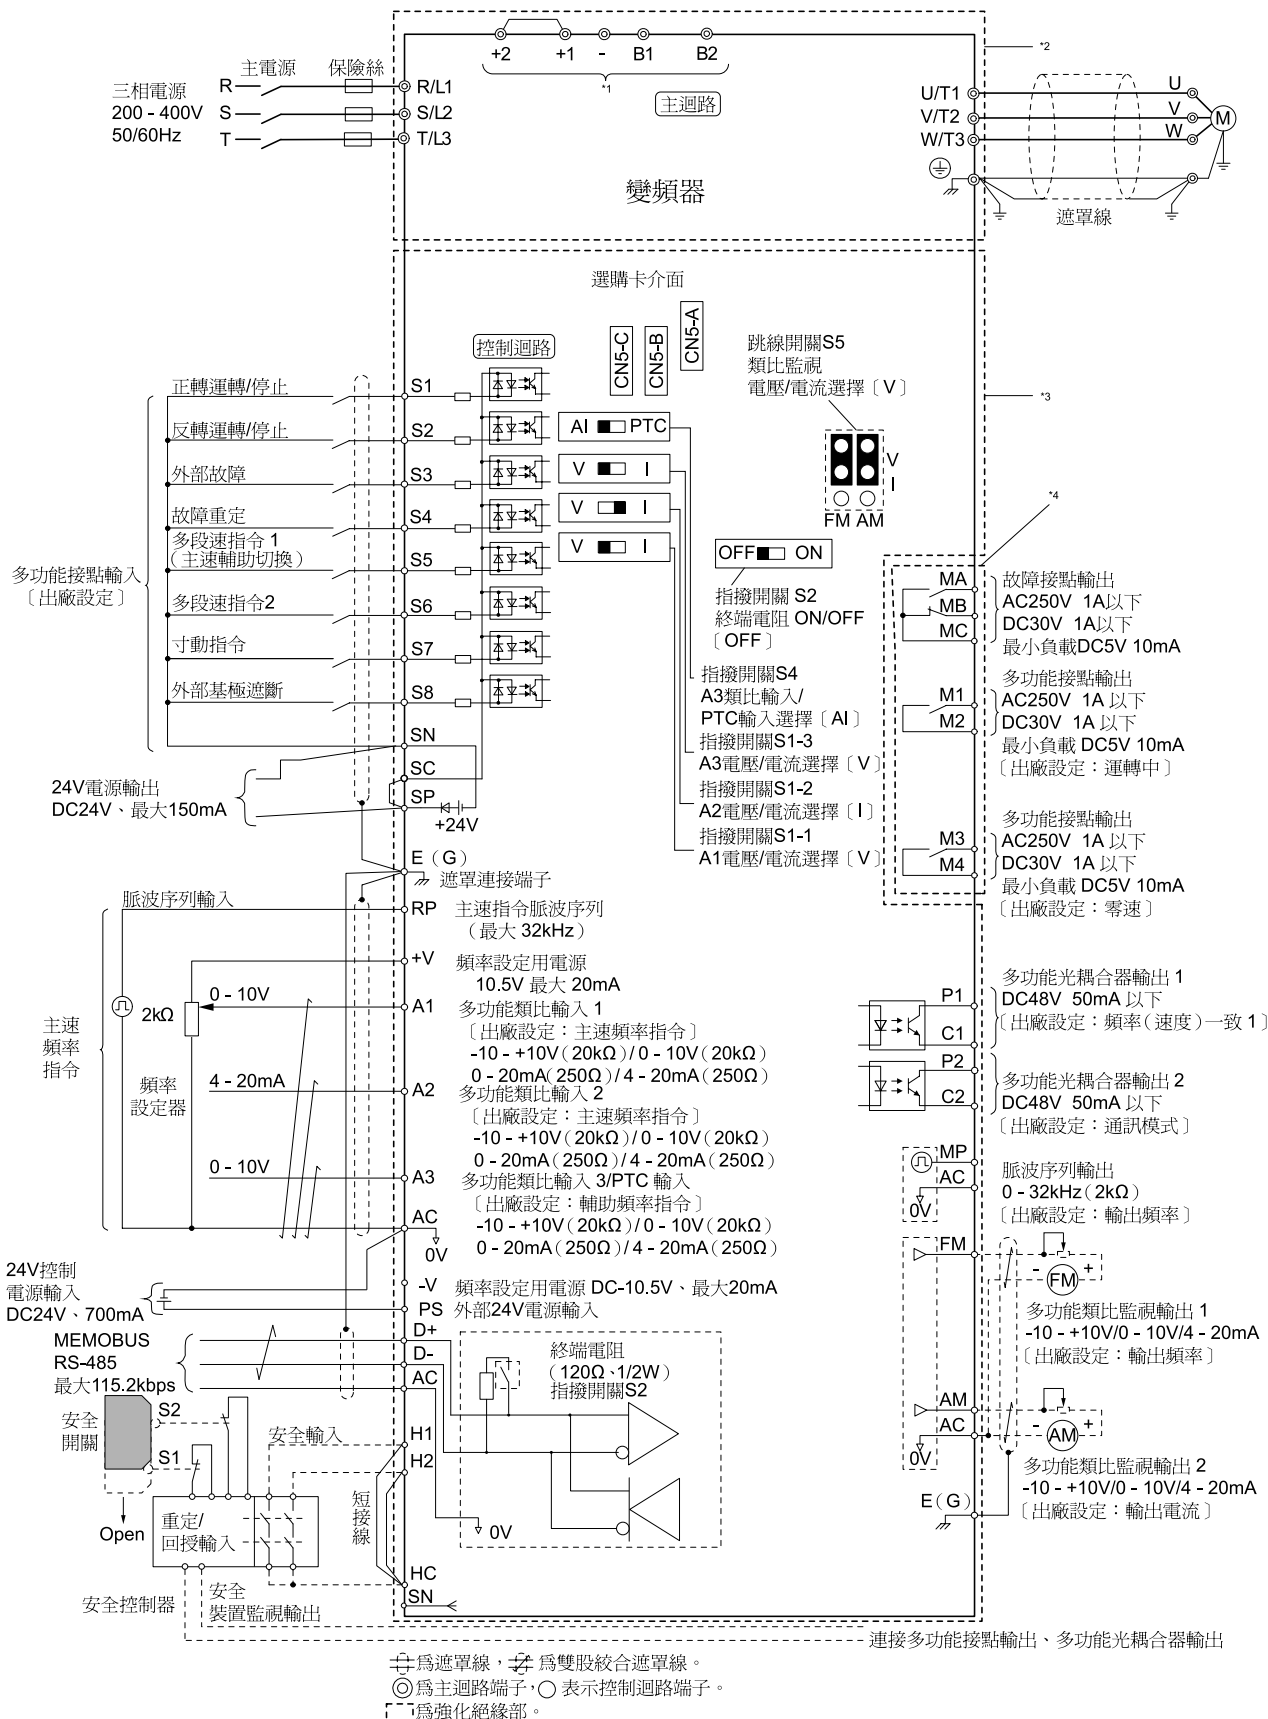 +2 +1 - B1 B2
*1
*2
主電源 保險絲
三相電源
200 - 400V
50/60Hz
R
S
T
R/L1
S/L2
T/L3
主迴路
變頻器
U/T1
V/T2
W/T3
U
V
W
M
遮罩線
選購卡介面
控制迴路
CN5-C
CN5-B
CN5-A
跳線開關S5
類比監視
電壓/電流選擇〔V〕
*3
V
I
FM AM
*4
多功能接點輸入
〔出廠設定〕
正轉運轉/停止
反轉運轉/停止
外部故障
故障重定
多段速指令 1
（主速輔助切換）
多段速指令2
寸動指令
外部基極遮斷
S1
S2
S3
S4
S5
S6
S7
S8
SN
SC
SP
+24V
24V電源輸出
DC24V、最大150mA
AI PTC
V I
V I
V I
OFF ON
指撥開關 S2
終端電阻 ON/OFF
〔OFF〕
指撥開關S4
A3類比輸入/
PTC輸入選擇〔AI〕
指撥開關S1-3
A3電壓/電流選擇〔V〕
指撥開關S1-2
A2電壓/電流選擇〔I〕
指撥開關S1-1
A1電壓/電流選擇〔V〕
MA
MB
MC
故障接點輸出
AC250V 1A以下
DC30V 1A以下
最小負載DC5V 10mA
M1
M2
多功能接點輸出
AC250V 1A 以下
DC30V 1A 以下
最小負載 DC5V 10mA
〔出廠設定：運轉中〕
M3
M4
多功能接點輸出
AC250V 1A 以下
DC30V 1A 以下
最小負載 DC5V 10mA
〔出廠設定：零速〕
E（G）
遮罩連接端子
脈波序列輸入
RP
主速指令脈波序列
（最大 32kHz）
+V
頻率設定用電源
10.5V 最大 20mA
主速
頻率
指令
2kΩ
頻率
設定器
0 - 10V
A1
多功能類比輸入 1
〔出廠設定：主速頻率指令〕
-10 - +10V（20kΩ）/ 0 - 10V（20kΩ）
0 - 20mA（250Ω）/ 4 - 20mA（250Ω）
4 - 20mA
A2
多功能類比輸入 2
〔出廠設定：主速頻率指令〕
-10 - +10V（20kΩ）/ 0 - 10V（20kΩ）
0 - 20mA（250Ω）/ 4 - 20mA（250Ω）
0 - 10V
A3
多功能類比輸入 3/PTC 輸入
〔出廠設定：輔助頻率指令〕
-10 - +10V（20kΩ）/ 0 - 10V（20kΩ）
0 - 20mA（250Ω）/ 4 - 20mA（250Ω）
AC
0V
P1
C1
多功能光耦合器輸出 1
DC48V 50mA 以下
〔出廠設定：頻率（速度）一致 1〕
P2
C2
多功能光耦合器輸出 2
DC48V 50mA 以下
〔出廠設定：通訊模式〕
MP
AC
0V
脈波序列輸出
0 - 32kHz（2kΩ）
〔出廠設定：輸出頻率〕
FM
- FM +
多功能類比監視輸出 1
-10 - +10V/0 - 10V/4 - 20mA
〔出廠設定：輸出頻率〕
AM
AC
0V
- AM +
多功能類比監視輸出 2
-10 - +10V/0 - 10V/4 - 20mA
〔出廠設定：輸出電流〕
E（G）
24V控制
電源輸入
DC24V、700mA
-V 頻率設定用電源 DC-10.5V、最大20mA
PS 外部24V電源輸入
MEMOBUS
RS-485
最大115.2kbps
D+
D-
AC
終端電阻
（120Ω、1/2W）
指撥開關S2
0V
安全
開關
S2
S1
Open
安全輸入
H1
H2
短接線
重定/
回授輸入
HC
SN
安全控制器
安全
裝置監視輸出
連接多功能接點輸出、多功能光耦合器輸出
為遮罩線， 為雙股絞合遮罩線。
為主迴路端子， 表示控制迴路端子。
為強化絕緣部。